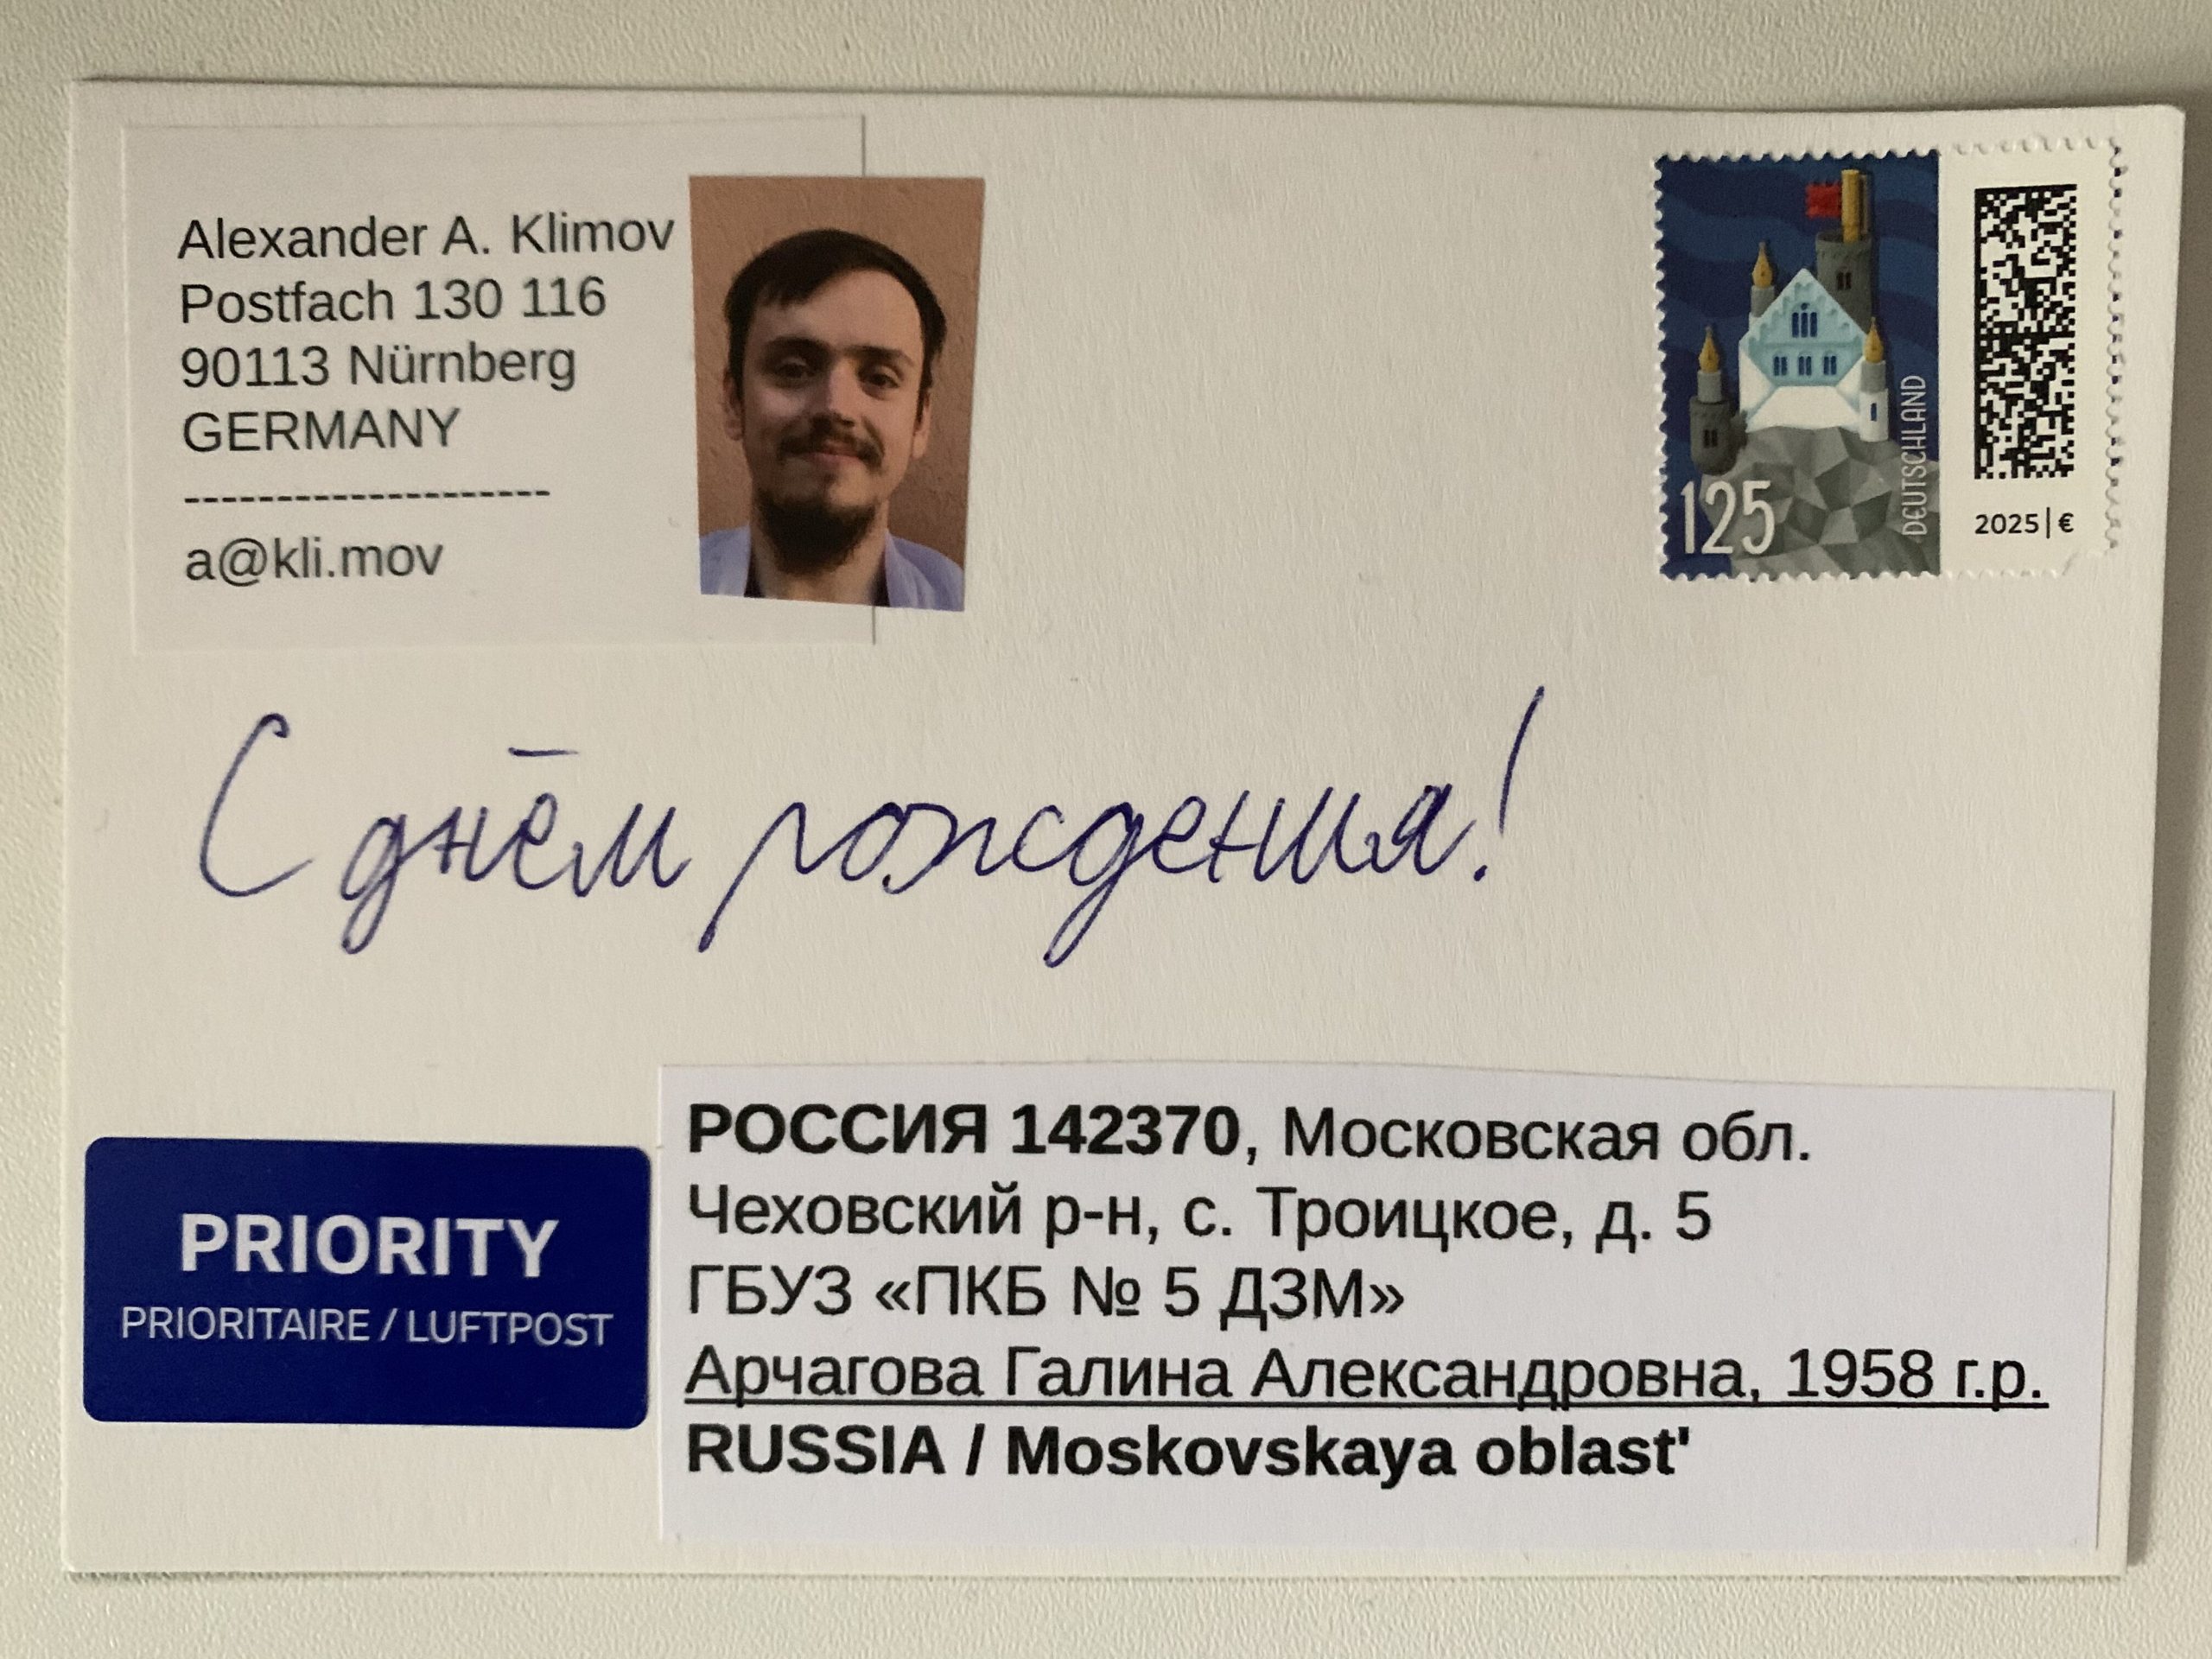 Alexander A. Klimov
Postfach 130 116
90113 Nürnberg
GERMANY
---------------------
a@kli.mov
125
DEUTSCHLAND
2025|€
С днём рождения!
PRIORITY
PRIORITAIRE / LUFTPOST
РОССИЯ 142370, Московская обл.
Чеховский р-н, с. Троицкое, д. 5
ГБУЗ «ПКБ № 5 ДЗМ»
Арчагова Галина Александровна, 1958 г.р.
RUSSIA / Moskovskaya oblast'